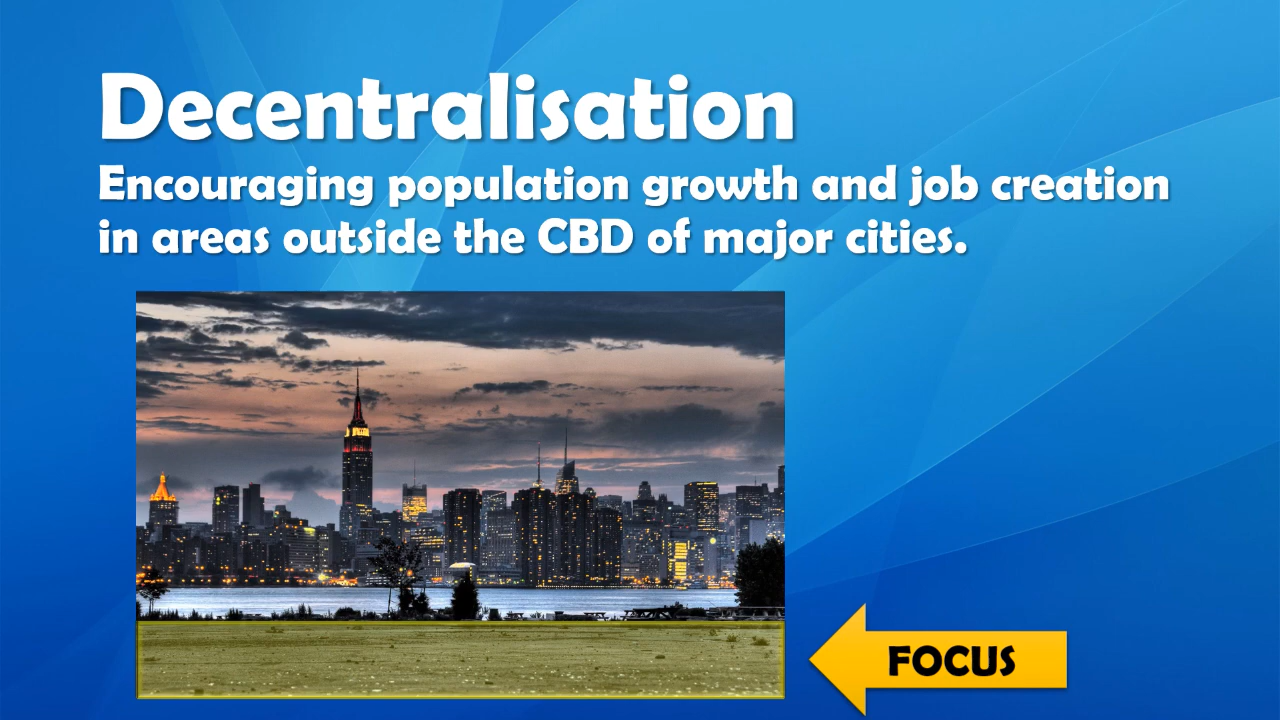 Decentralisation
Encouraging population growth and job creation
in areas outside the CBD of major cities.
FOCUS